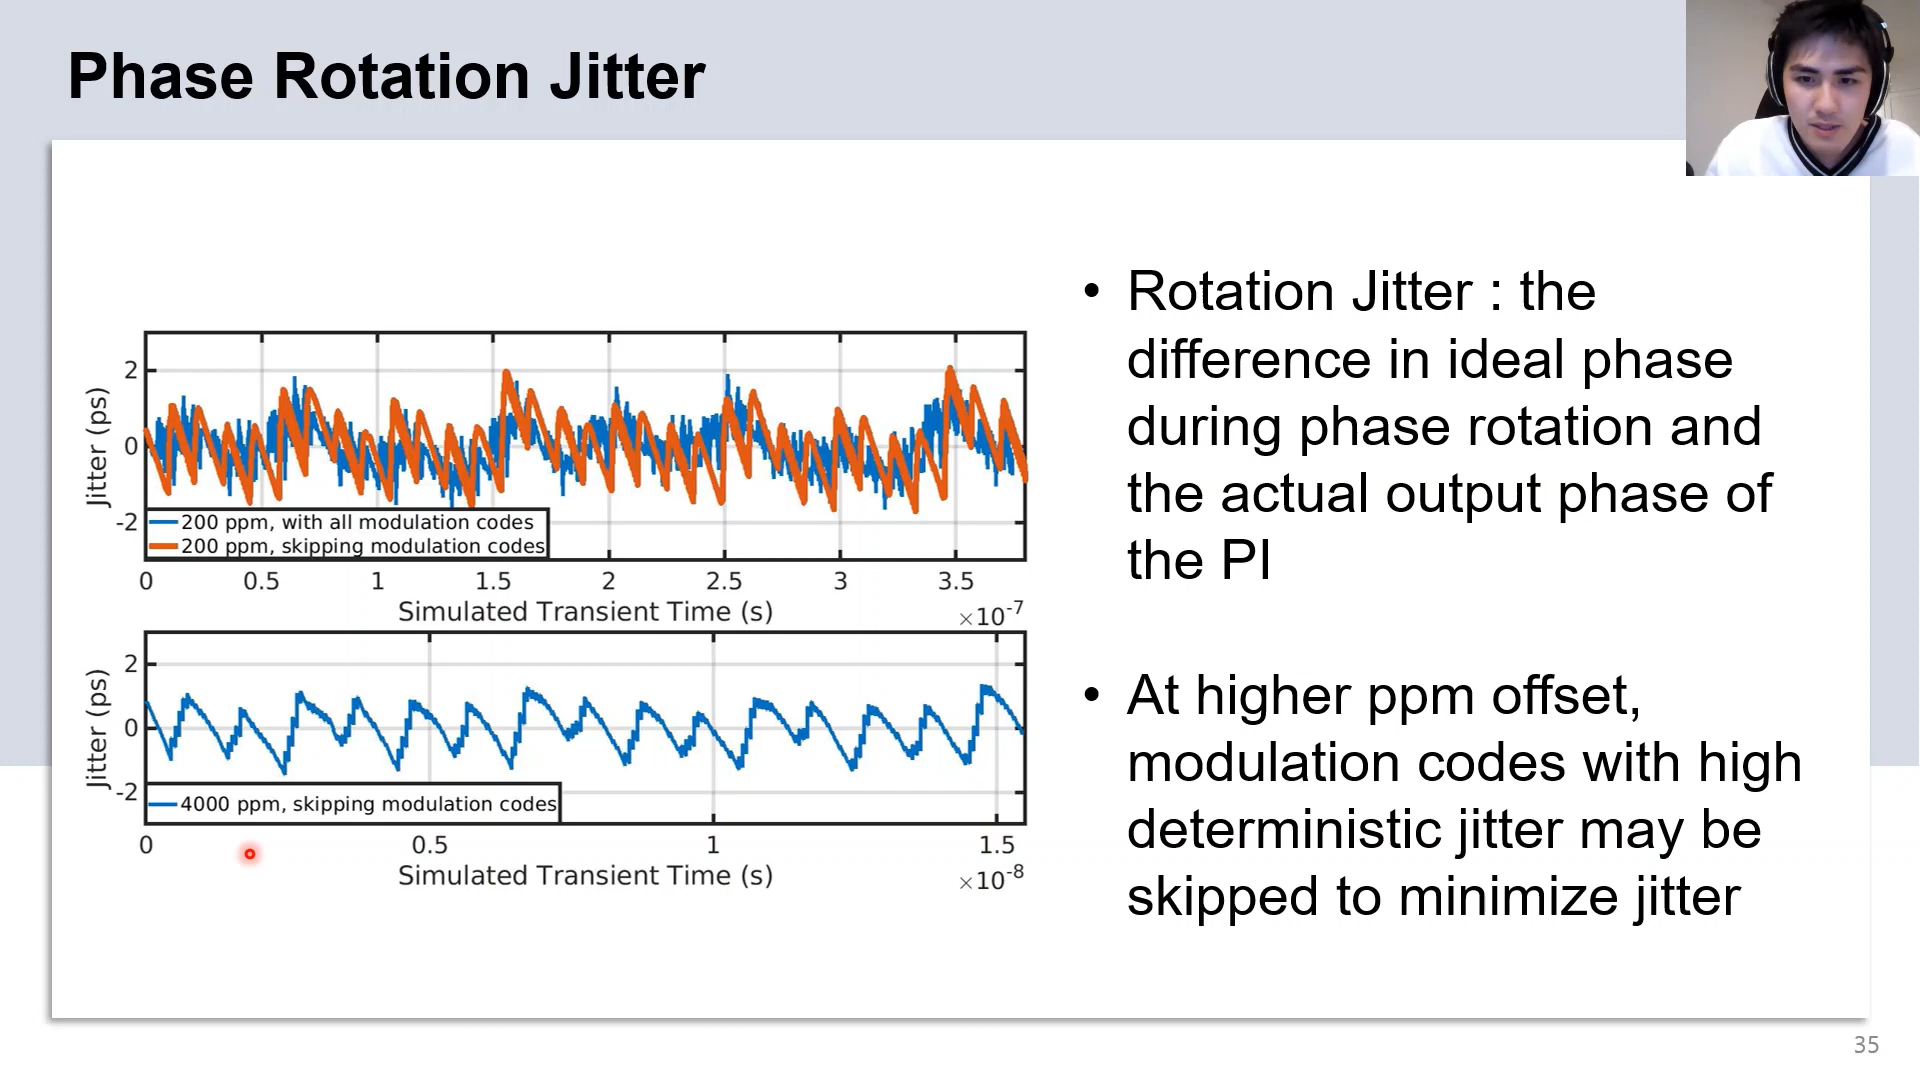 Phase Rotation Jitter
2
0
-2
Jitter (ps)
200 ppm, with all modulation codes
200 ppm, skipping modulation codes
0 0.5 1 1.5 2 2.5 3 3.5
Simulated Transient Time (s)
×10-7
2
0
-2
Jitter (ps)
4000 ppm, skipping modulation codes
0 0.5 1 1.5
Simulated Transient Time (s)
×10-8
• Rotation Jitter : the
difference in ideal phase
during phase rotation and
the actual output phase of
the PI
• At higher ppm offset,
modulation codes with high
deterministic jitter may be
skipped to minimize jitter
35